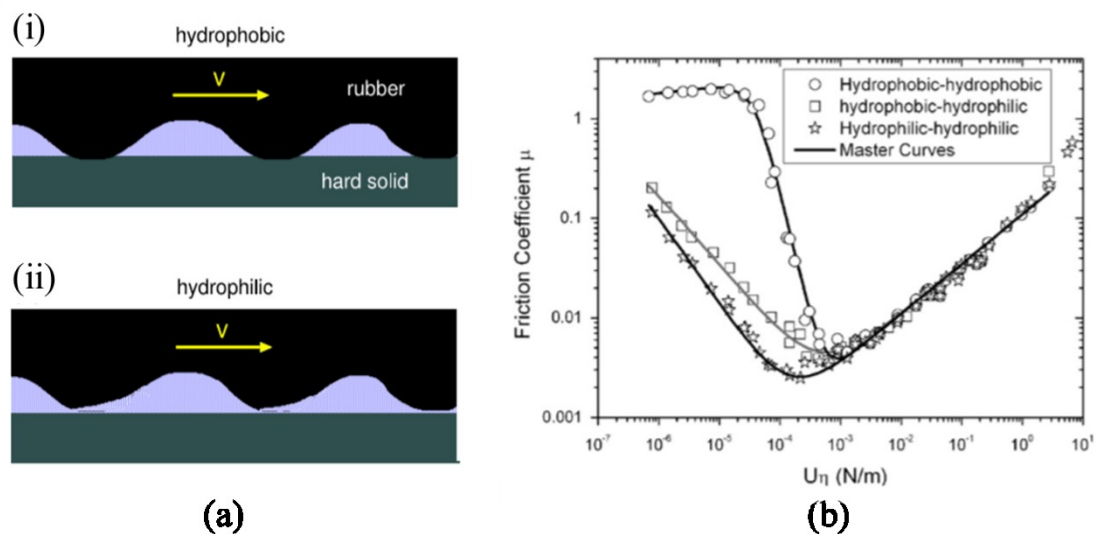 (i)
hydrophobic
V
rubber
hard solid
(ii)
hydrophilic
V
(a)
Friction Coefficient μ
1
0.1
0.01
0.001
Hydrophobic-hydrophobic
hydrophobic-hydrophilic
Hydrophilic-hydrophilic
Master Curves
10⁻⁷ 10⁻⁶ 10⁻⁵ 10⁻⁴ 10⁻³ 10⁻² 10⁻¹ 10⁰ 10¹
Uη (N/m)
(b)